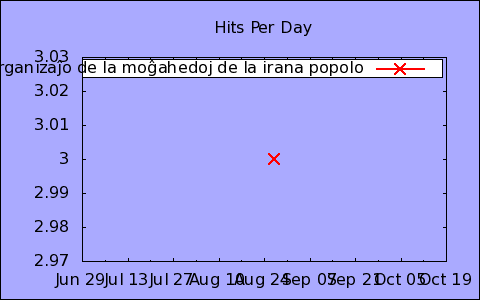 Hits Per Day
3.03
rganizaĵo de la moĝahedoj de la irana popolo
3.02
3.01
3
2.99
2.98
2.97
Jun 29 Jul 13 Jul 27 Aug 10 Aug 24 Sep 07 Sep 21 Oct 05 Oct 19